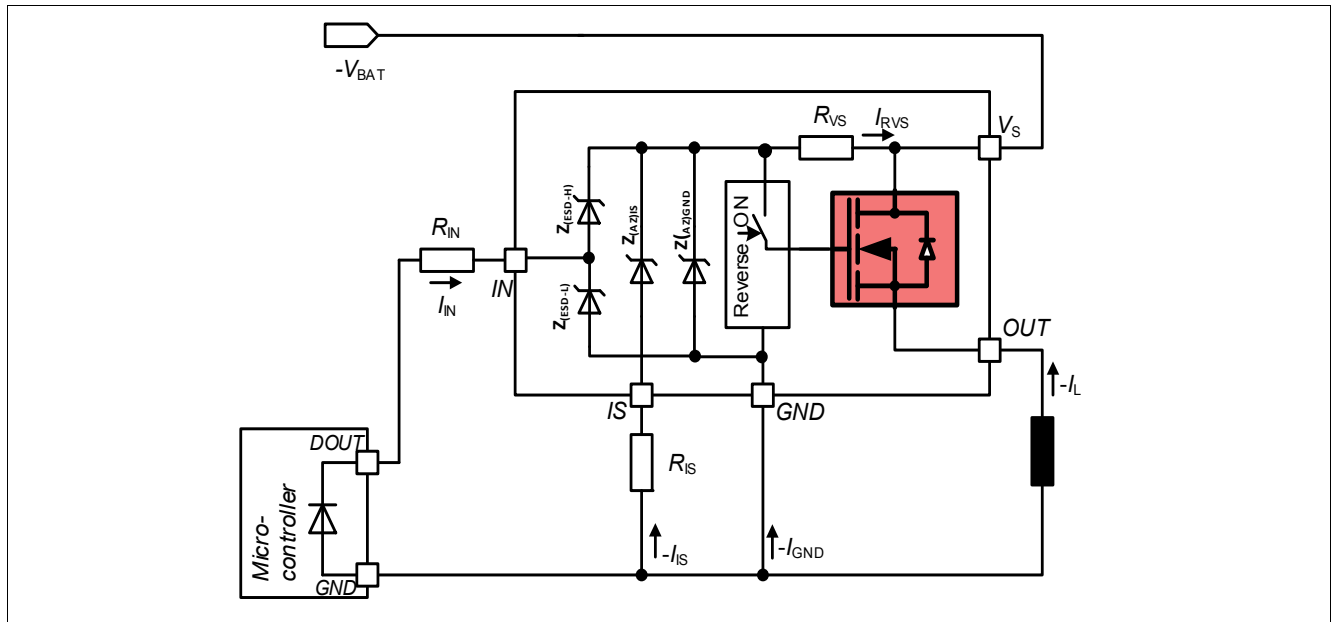 -VBAT
RVS
IRVS
VS
Z(ESD-H)
Z(AZ)IS
Z(AZ)GND
Reverse ON
RIN
IIN
IN
Z(ESD-L)
OUT
IS
GND
-IL
DOUT
RIS
Micro-
controller
-IIS
-IGND
GND